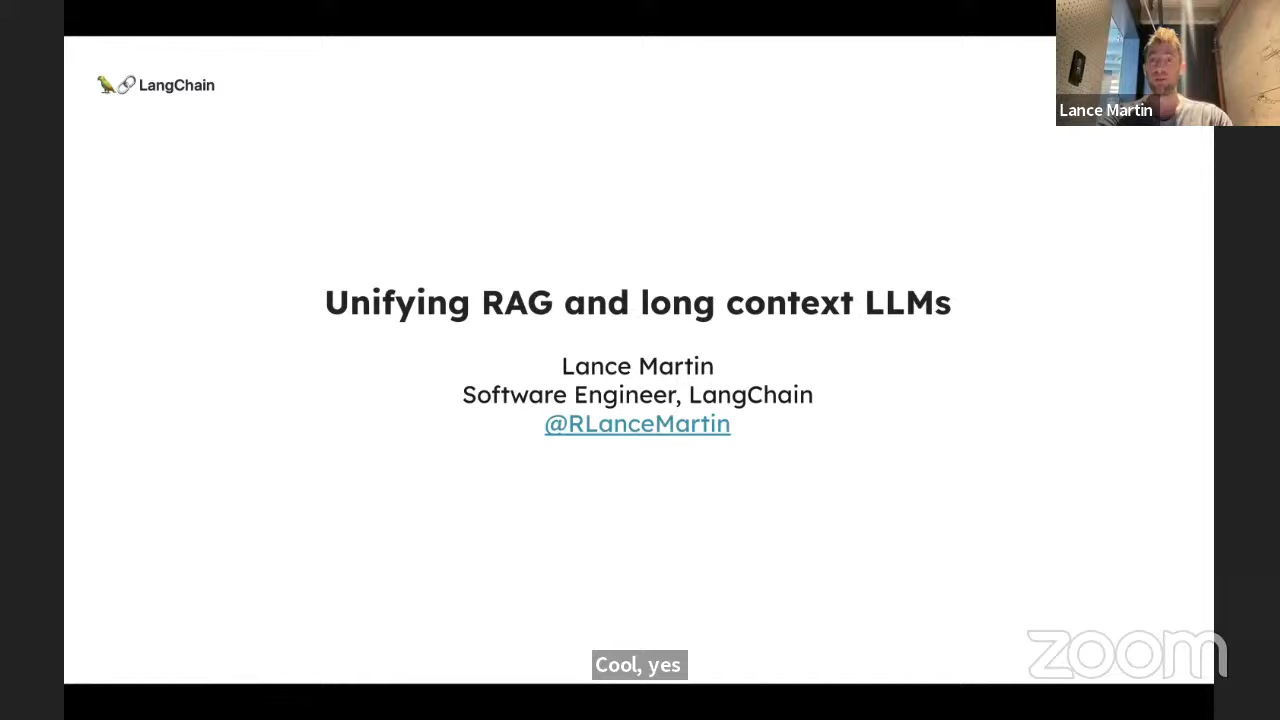 LangChain
Lance Martin
Unifying RAG and long context LLMs
Lance Martin
Software Engineer, LangChain
@RLanceMartin
Cool, yes
zoom